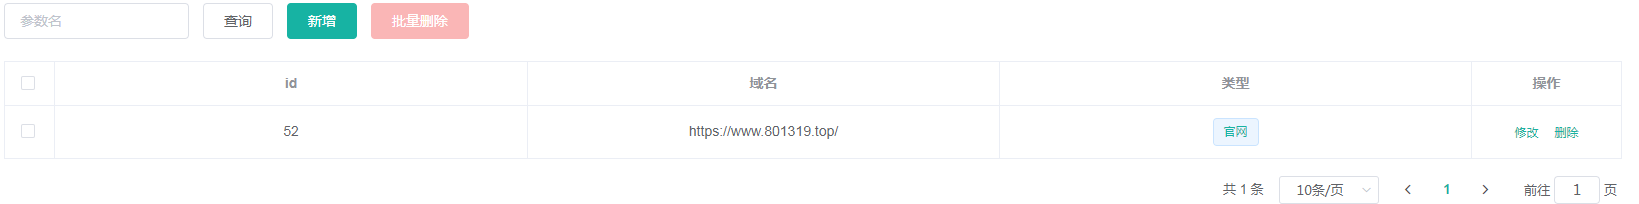 参数名 查询 新增 批量删除
id 域名 类型 操作
52 https://www.801319.top/ 官网 修改 删除
共 1 条 10条/页 1 前往 1 页